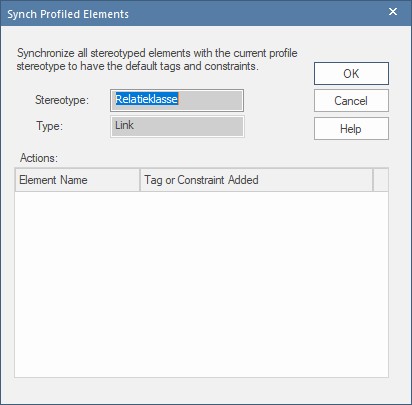 Synch Profiled Elements
Synchronize all stereotyped elements with the current profile
stereotype to have the default tags and constraints.
OK
Stereotype: Relatieklasse
Cancel
Type: Link
Help
Actions:
Element Name Tag or Constraint Added